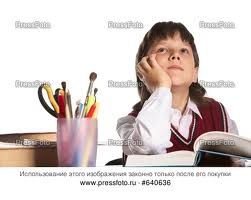 PressFoto PressFoto PressFoto
PressFoto PressFoto PressFoto
PressFoto PressFoto PressFoto
Использование этого изображения законно только после его покупки
www.pressfoto.ru - #640636